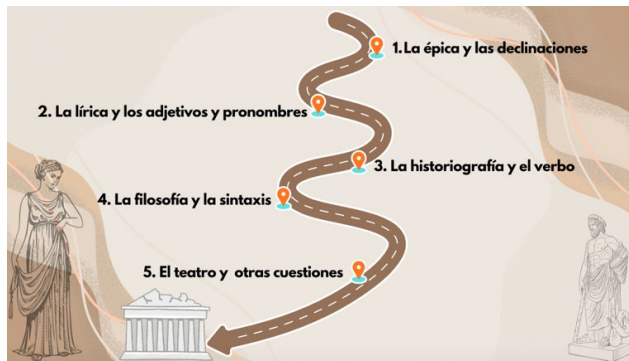 1. La épica y las declinaciones
2. La lírica y los adjetivos y pronombres
3. La historiografía y el verbo
4. La filosofía y la sintaxis
5. El teatro y otras cuestiones